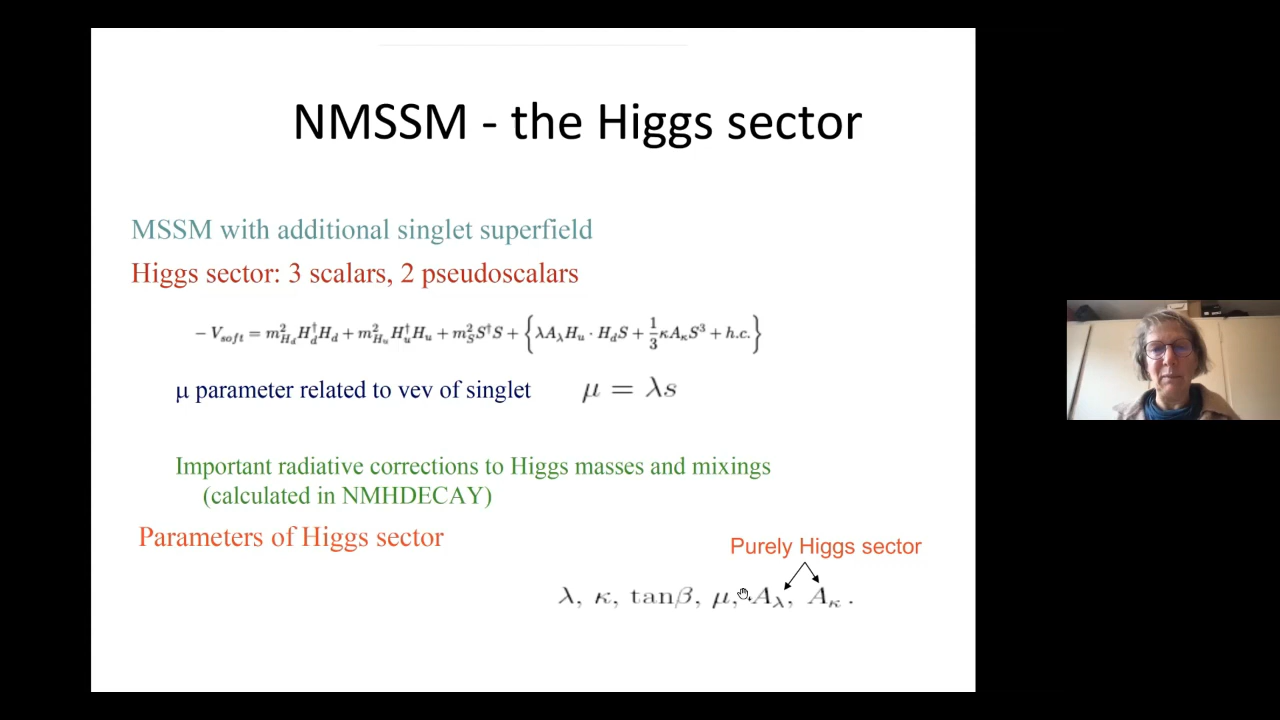 NMSSM - the Higgs sector
MSSM with additional singlet superfield
Higgs sector: 3 scalars, 2 pseudoscalars
− V_{soft} = m²_{H_d} H_d^† H_d + m²_{H_u} H_u^† H_u + m²_S S^† S + { λA_λ H_u · H_d S + \frac{1}{3} κA_κ S³ + h.c. }
μ parameter related to vev of singlet μ = λs
Important radiative corrections to Higgs masses and mixings
(calculated in NMHDECAY)
Parameters of Higgs sector
Purely Higgs sector
λ, κ, tanβ, μ, A_λ, A_κ .